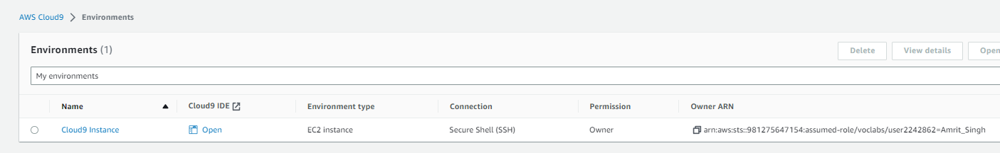 AWS Cloud9 > Environments
Environments (1)
Delete View details Open
My environments
Name Cloud9 IDE Environment type Connection Permission Owner ARN
Cloud9 Instance Open EC2 instance Secure Shell (SSH) Owner arn:aws:sts::981275647154:assumed-role/voclabs/user2242862=Amrit_Singh